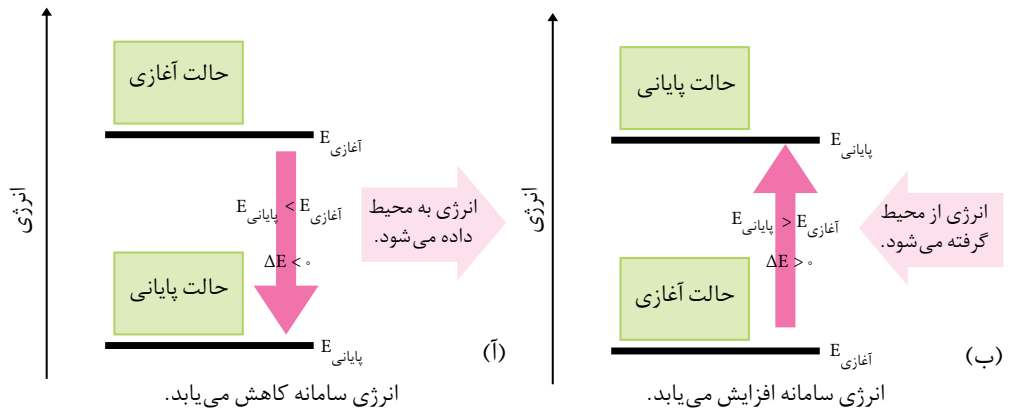 انرژی
حالت آغازی
E آغازی
E پایانی < E آغازی
ΔE < ۰
انرژی به محیط
داده می‌شود.
حالت پایانی
E پایانی
(آ)
انرژی سامانه کاهش می‌یابد.
انرژی
حالت پایانی
E پایانی
E پایانی > E آغازی
ΔE > ۰
انرژی از محیط
گرفته می‌شود.
حالت آغازی
E آغازی
(ب)
انرژی سامانه افزایش می‌یابد.